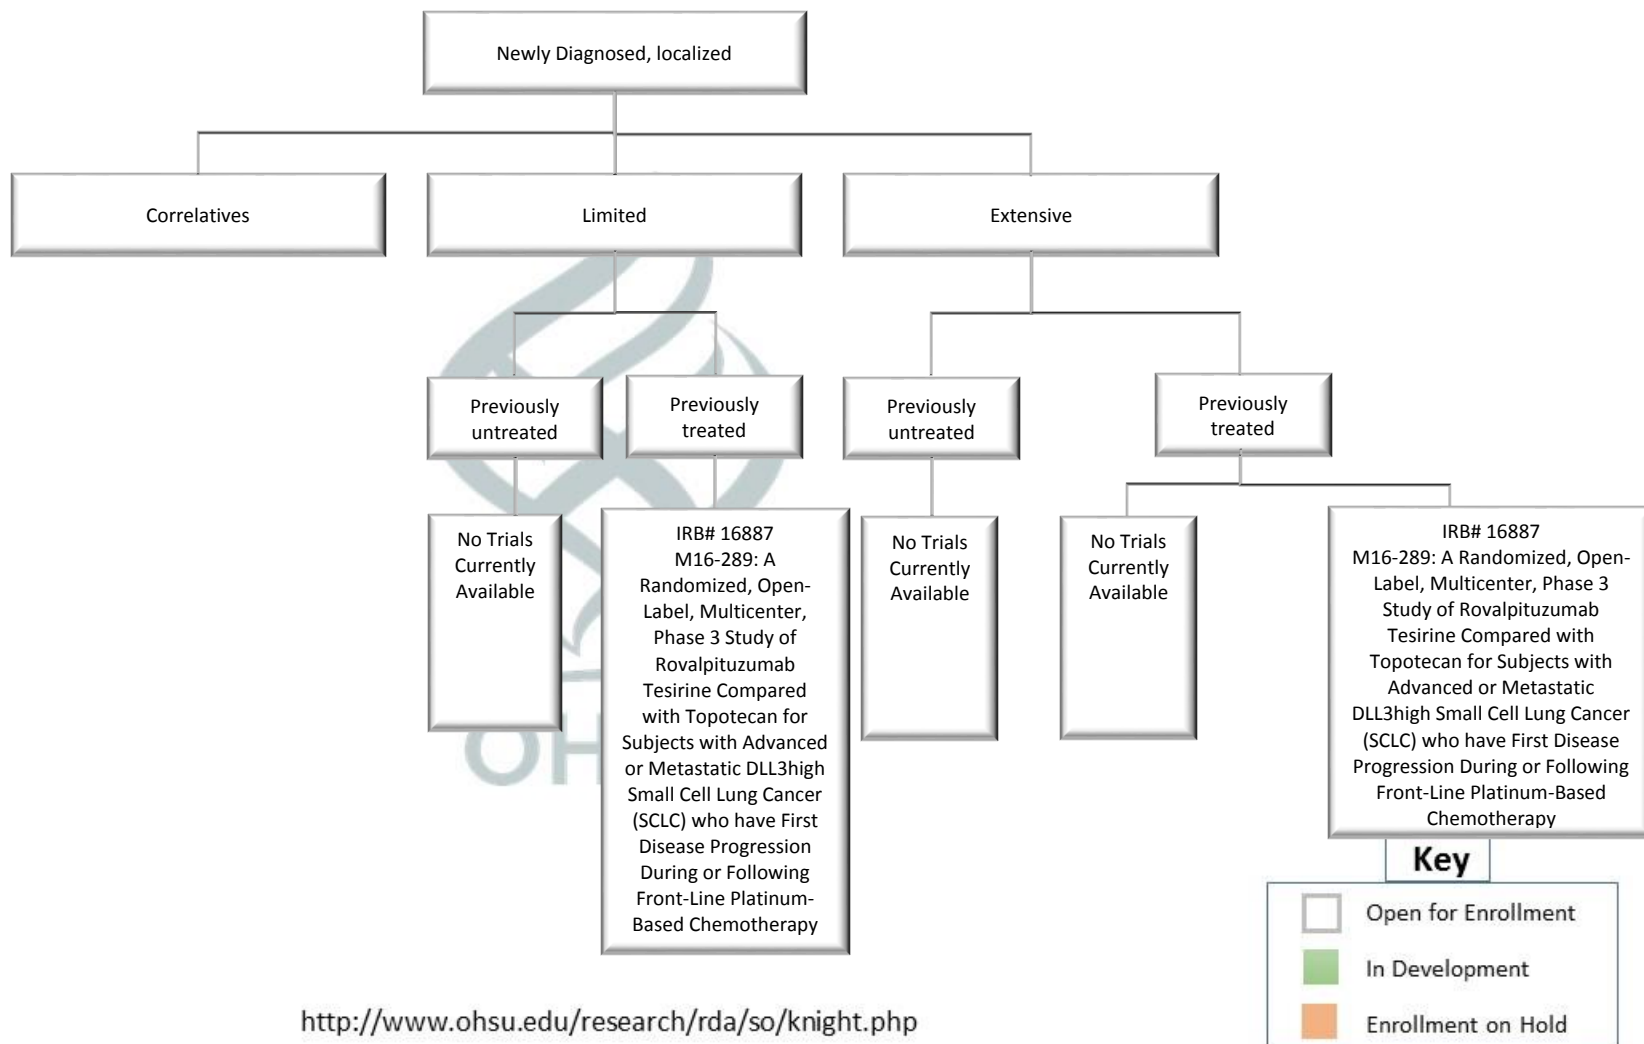 Newly Diagnosed, localized
Correlatives
Limited
Extensive
Previously
untreated
Previously
treated
Previously
untreated
Previously
treated
No Trials
Currently
Available
IRB# 16887
M16-289: A
Randomized, Open-
Label, Multicenter,
Phase 3 Study of
Rovalpituzumab
Tesirine Compared
with Topotecan for
Subjects with Advanced
or Metastatic DLL3high
Small Cell Lung Cancer
(SCLC) who have First
Disease Progression
During or Following
Front-Line Platinum-
Based Chemotherapy
No Trials
Currently
Available
No Trials
Currently
Available
IRB# 16887
M16-289: A Randomized, Open-
Label, Multicenter, Phase 3
Study of Rovalpituzumab
Tesirine Compared with
Topotecan for Subjects with
Advanced or Metastatic
DLL3high Small Cell Lung Cancer
(SCLC) who have First Disease
Progression During or Following
Front-Line Platinum-Based
Chemotherapy
Key
Open for Enrollment
In Development
Enrollment on Hold
http://www.ohsu.edu/research/rda/so/knight.php